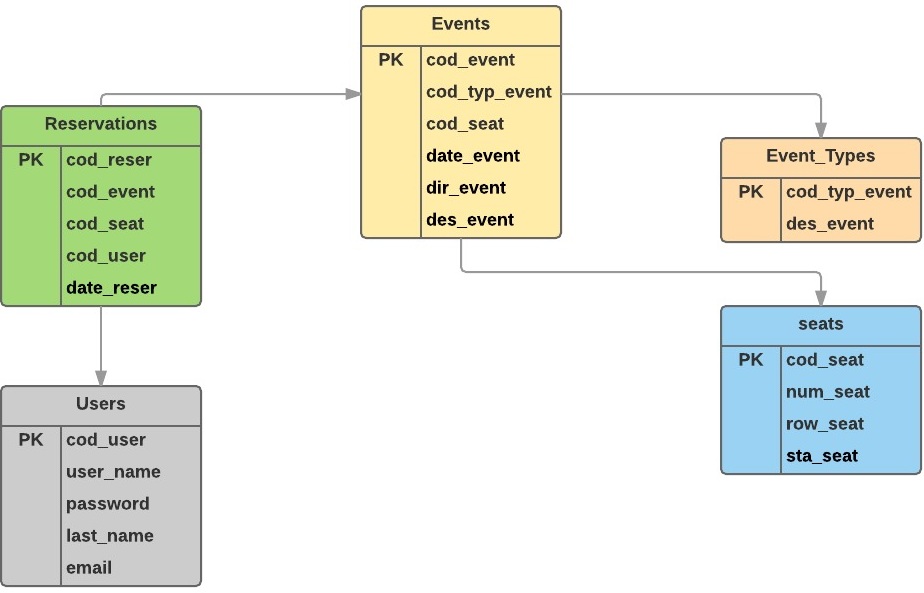 Events
PK cod_event
cod_typ_event
cod_seat
date_event
dir_event
des_event
Reservations
PK cod_reser
cod_event
cod_seat
cod_user
date_reser
Event_Types
PK cod_typ_event
des_event
seats
PK cod_seat
num_seat
row_seat
sta_seat
Users
PK cod_user
user_name
password
last_name
email